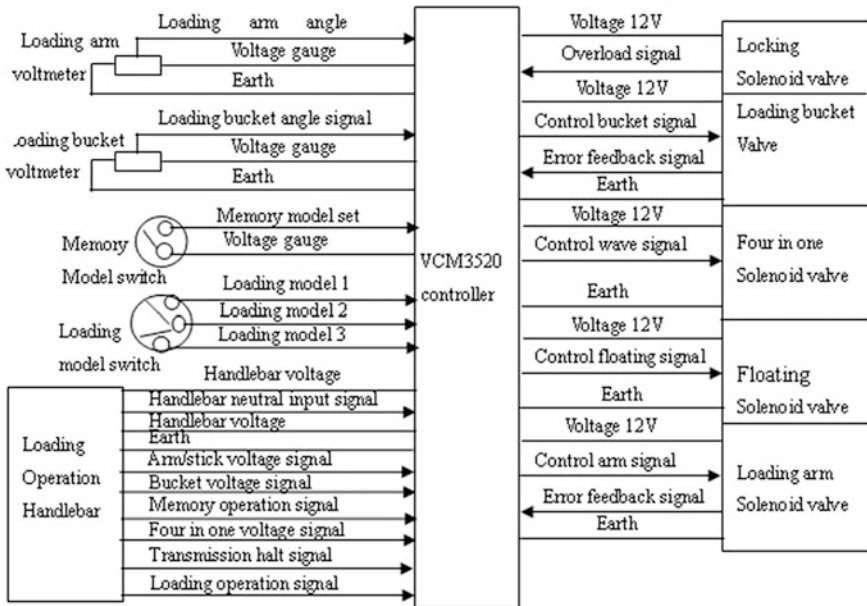 Loading arm angle
Loading arm
voltmeter
Voltage gauge
Earth
Loading bucket angle signal
Loading bucket
voltmeter
Voltage gauge
Earth
Memory model set
Voltage gauge
Memory
Model switch
Loading model 1
Loading model 2
Loading model 3
Loading
model switch
Handlebar voltage
Handlebar neutral input signal
Handlebar voltage
Earth
Arm/stick voltage signal
Bucket voltage signal
Memory operation signal
Four in one voltage signal
Transmission halt signal
Loading operation signal
Loading
Operation
Handlebar
VCM3520
controller
Voltage 12V
Overload signal
Voltage 12V
Control bucket signal
Error feedback signal
Earth
Voltage 12V
Control wave signal
Earth
Voltage 12V
Control floating signal
Earth
Voltage 12V
Control arm signal
Error feedback signal
Earth
Locking
Solenoid valve
Loading bucket
Valve
Four in one
Solenoid valve
Floating
Solenoid valve
Loading arm
Solenoid valve